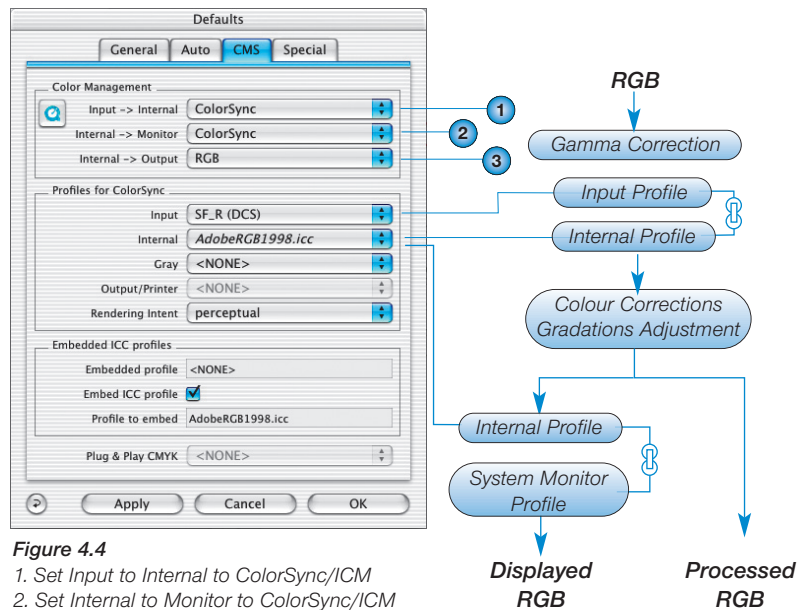 Defaults
General Auto CMS Special
Color Management
Input -> Internal ColorSync
Internal -> Monitor ColorSync
Internal -> Output RGB
1
2
3
Profiles for ColorSync
Input SF_R (DCS)
Internal AdobeRGB1998.icc
Gray <NONE>
Output/Printer <NONE>
Rendering Intent perceptual
Embedded ICC profiles
Embedded profile <NONE>
Embed ICC profile
Profile to embed AdobeRGB1998.icc
Plug & Play CMYK <NONE>
Apply Cancel OK
RGB
Gamma Correction
Input Profile
Internal Profile
Colour Corrections
Gradations Adjustment
Internal Profile
System Monitor
Profile
Displayed
RGB
Processed
RGB
Figure 4.4
1. Set Input to Internal to ColorSync/ICM
2. Set Internal to Monitor to ColorSync/ICM